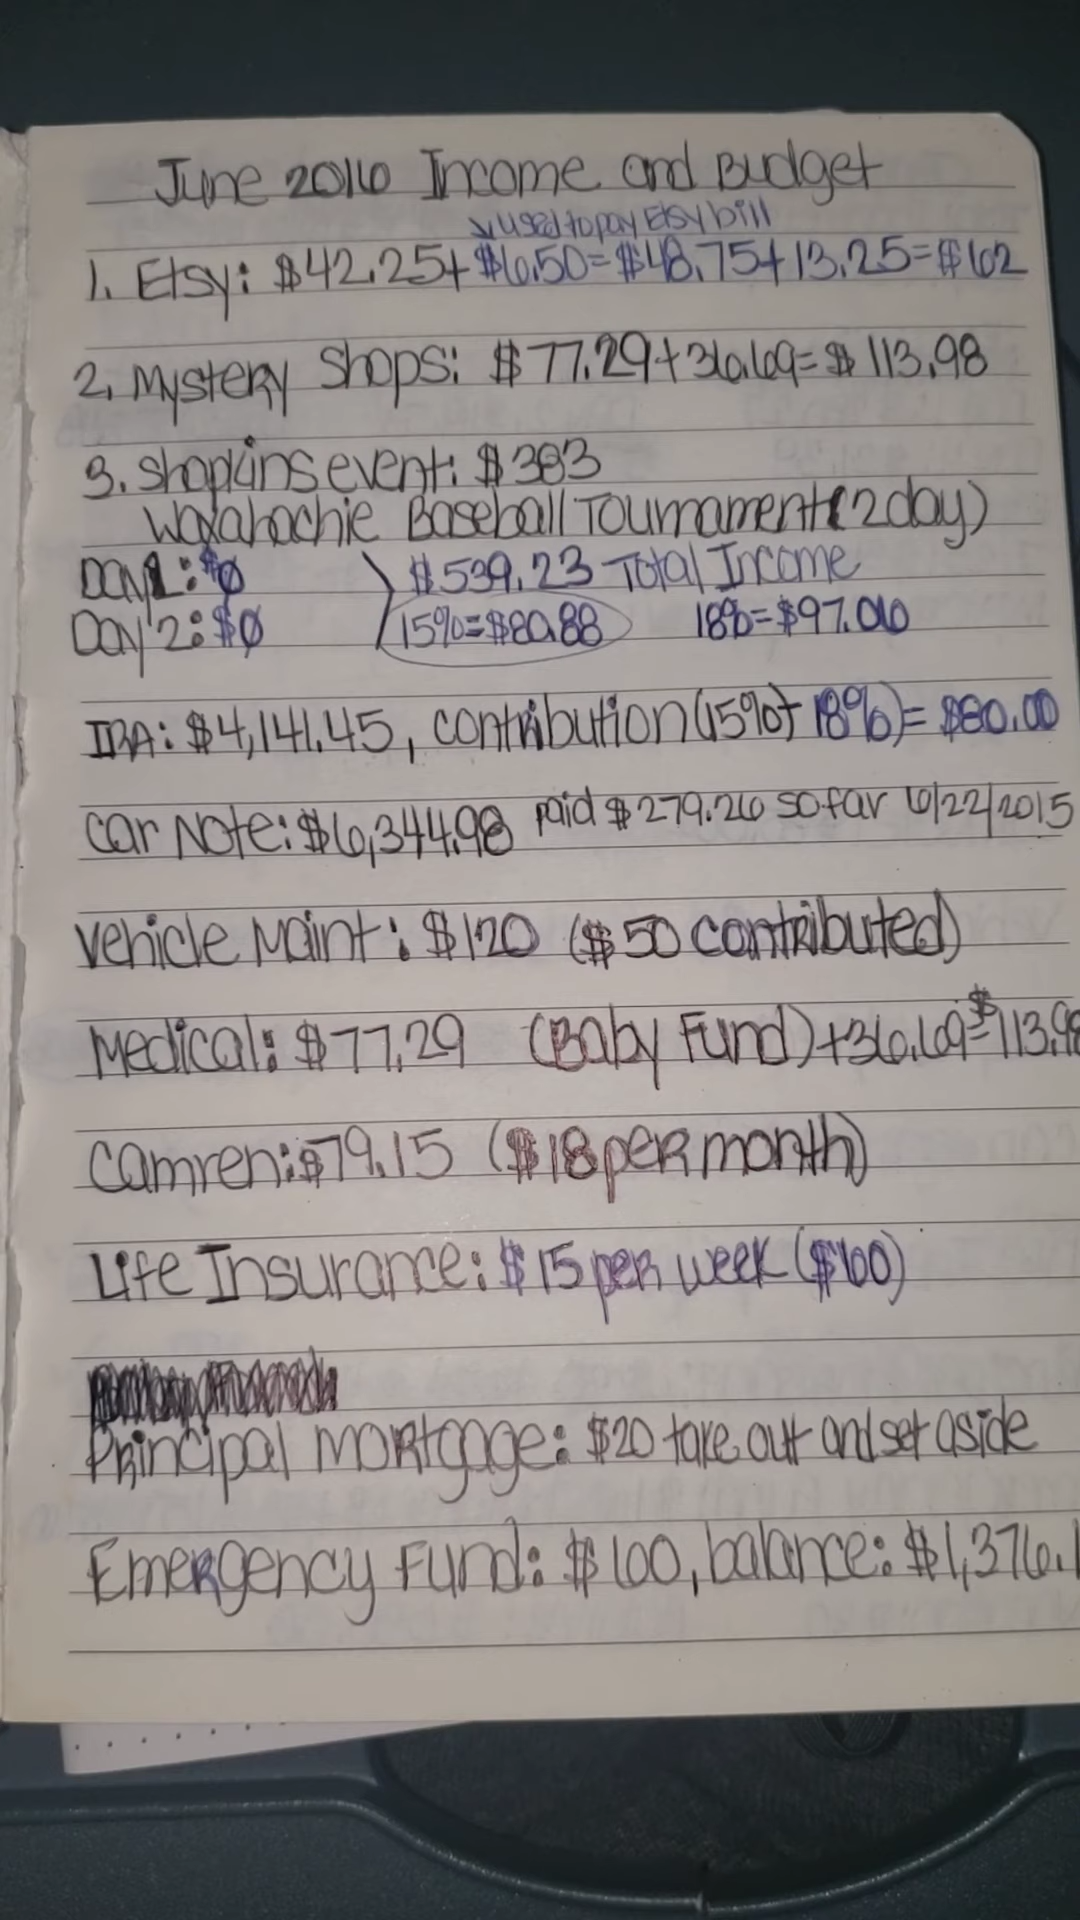 June 2016 Income and Budget
↘ used to pay Etsy bill
1. Etsy: $42.25+ $6.50=$48.75+13.25=$62
2. Mystery Shops: $77.29+36.69=$113.98
3. Shopkins event: $383
Waxahachie Baseball Tournament (2 day)
Day 1: $0 $539.23 Total Income
Day 2: $0 15%=$80.88 18%=$97.06
IRA: $4,141.45, contribution (15%+ 18%)= $80.00
Car Note: $6,344.98 paid $279.26 so far 6/22/2015
Vehicle Maint: $120 ($50 contributed)
Medical: $77.29 (Baby Fund) +36.69=$113.98
Camren: $79.15 ($18 per month)
Life Insurance: $15 per week ($60)
Principal Mortgage: $20 take out and set aside
Emergency Fund: $100, balance: $1,376.1